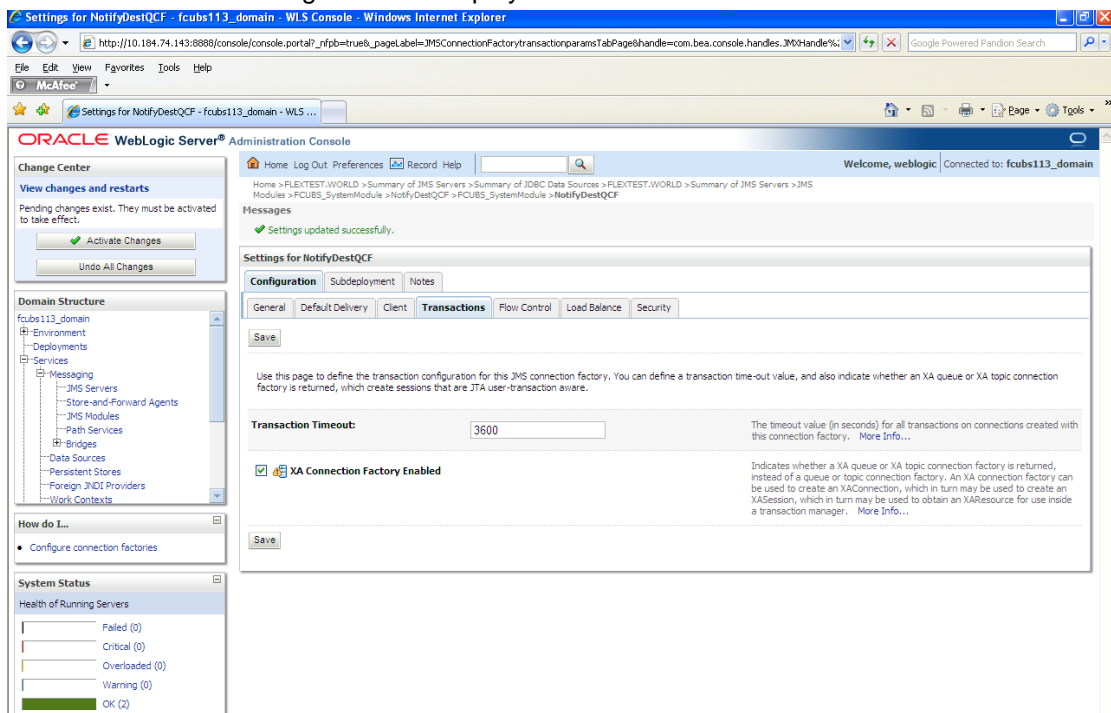 Settings for NotifyDestQCF - fcubs113_domain - WLS Console - Windows Internet Explorer
http://10.184.74.143:8888/console/console.portal?_nfpb=true&_pageLabel=JMSConnectionFactorytransactionparamsTabPage&handle=com.bea.console.handles.JMXHandle%
Google Powered Pandion Search
File Edit View Favorites Tools Help
McAfee
Settings for NotifyDestQCF - fcubs113_domain - WLS ...
Page Tools
ORACLE WebLogic Server® Administration Console
Change Center
View changes and restarts
Pending changes exist. They must be activated
to take effect.
Activate Changes
Undo All Changes
Domain Structure
fcubs113_domain
Environment
Deployments
Services
Messaging
JMS Servers
Store-and-Forward Agents
JMS Modules
Path Services
Bridges
Data Sources
Persistent Stores
Foreign JNDI Providers
Work Contexts
How do I...
Configure connection factories
System Status
Health of Running Servers
Failed (0)
Critical (0)
Overloaded (0)
Warning (0)
OK (2)
Home Log Out Preferences Record Help
Welcome, weblogic Connected to: fcubs113_domain
Home >FLEXTEST.WORLD >Summary of JMS Servers >Summary of JDBC Data Sources >FLEXTEST.WORLD >Summary of JMS Servers >JMS
Modules >FCUBS_SystemModule >NotifyDestQCF >FCUBS_SystemModule >NotifyDestQCF
Messages
Settings updated successfully.
Settings for NotifyDestQCF
Configuration Subdeployment Notes
General Default Delivery Client Transactions Flow Control Load Balance Security
Save
Use this page to define the transaction configuration for this JMS connection factory. You can define a transaction time-out value, and also indicate whether an XA queue or XA topic connection
factory is returned, which create sessions that are JTA user-transaction aware.
Transaction Timeout:
3600
The timeout value (in seconds) for all transactions on connections created with
this connection factory. More Info...
XA Connection Factory Enabled
Indicates whether a XA queue or XA topic connection factory is returned,
instead of a queue or topic connection factory. An XA connection factory can
be used to create an XAConnection, which in turn may be used to create an
XASession, which in turn may be used to obtain an XAResource for use inside
a transaction manager. More Info...
Save